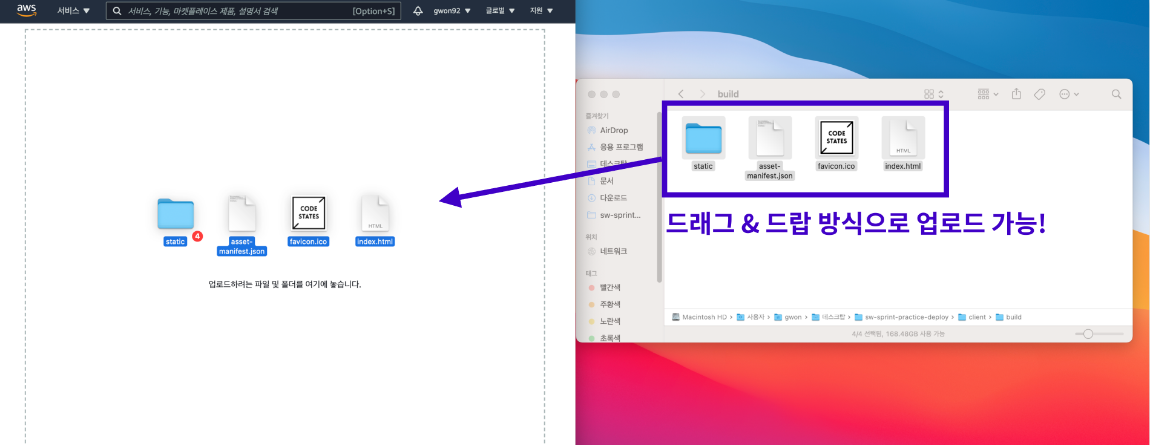 aws
서비스 ▼
서비스, 기능, 마켓플레이스 제품, 설명서 검색
[Option+S]
gwon92 ▼
글로벌 ▼
지원 ▼
static
4
asset-
manifest.json
CODE
STATES
favicon.ico
HTML
index.html
업로드하려는 파일 및 폴더를 여기에 놓습니다.
build
즐겨찾기
AirDrop
응용 프로그램
데스크탑
문서
다운로드
sw-sprint...
위치
네트워크
태그
빨간색
주황색
노란색
초록색
static
asset-
manifest.json
CODE
STATES
favicon.ico
HTML
index.html
드래그 & 드랍 방식으로 업로드 가능!
Macintosh HD › 사용자 › gwon › 데스크탑 › sw-sprint-practice-deploy › client › build
4/4 선택됨, 168.48GB 사용 가능